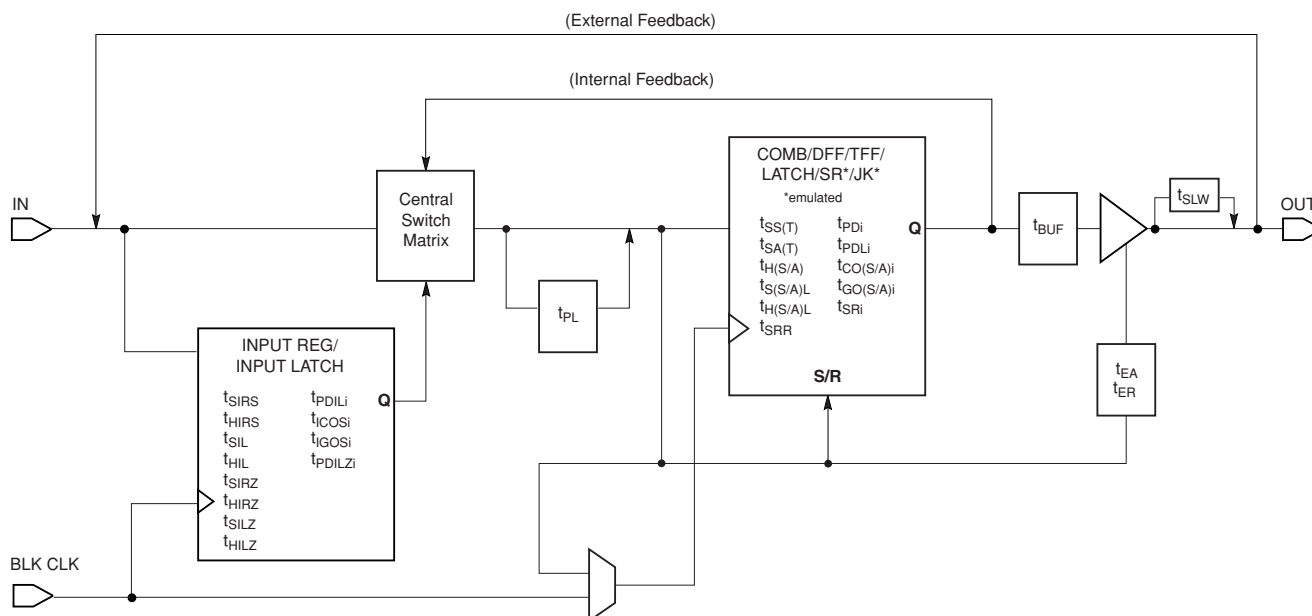 (External Feedback)
(Internal Feedback)
IN
Central
Switch
Matrix
COMB/DFF/TFF/
LATCH/SR*/JK*
*emulated
tSS(T) tPDi
tSA(T) tPDLi
tH(S/A) tCO(S/A)i
tS(S/A)L tGO(S/A)i
tH(S/A)L tSRi
tSRR
Q
S/R
tPL
tBUF
tSLW
OUT
tEA
tER
INPUT REG/
INPUT LATCH
tSIRS tPDILi
tHIRS tICOSi
tSIL tIGOSi
tHIL tPDILZi
tSIRZ
tHIRZ
tSILZ
tHILZ
Q
BLK CLK